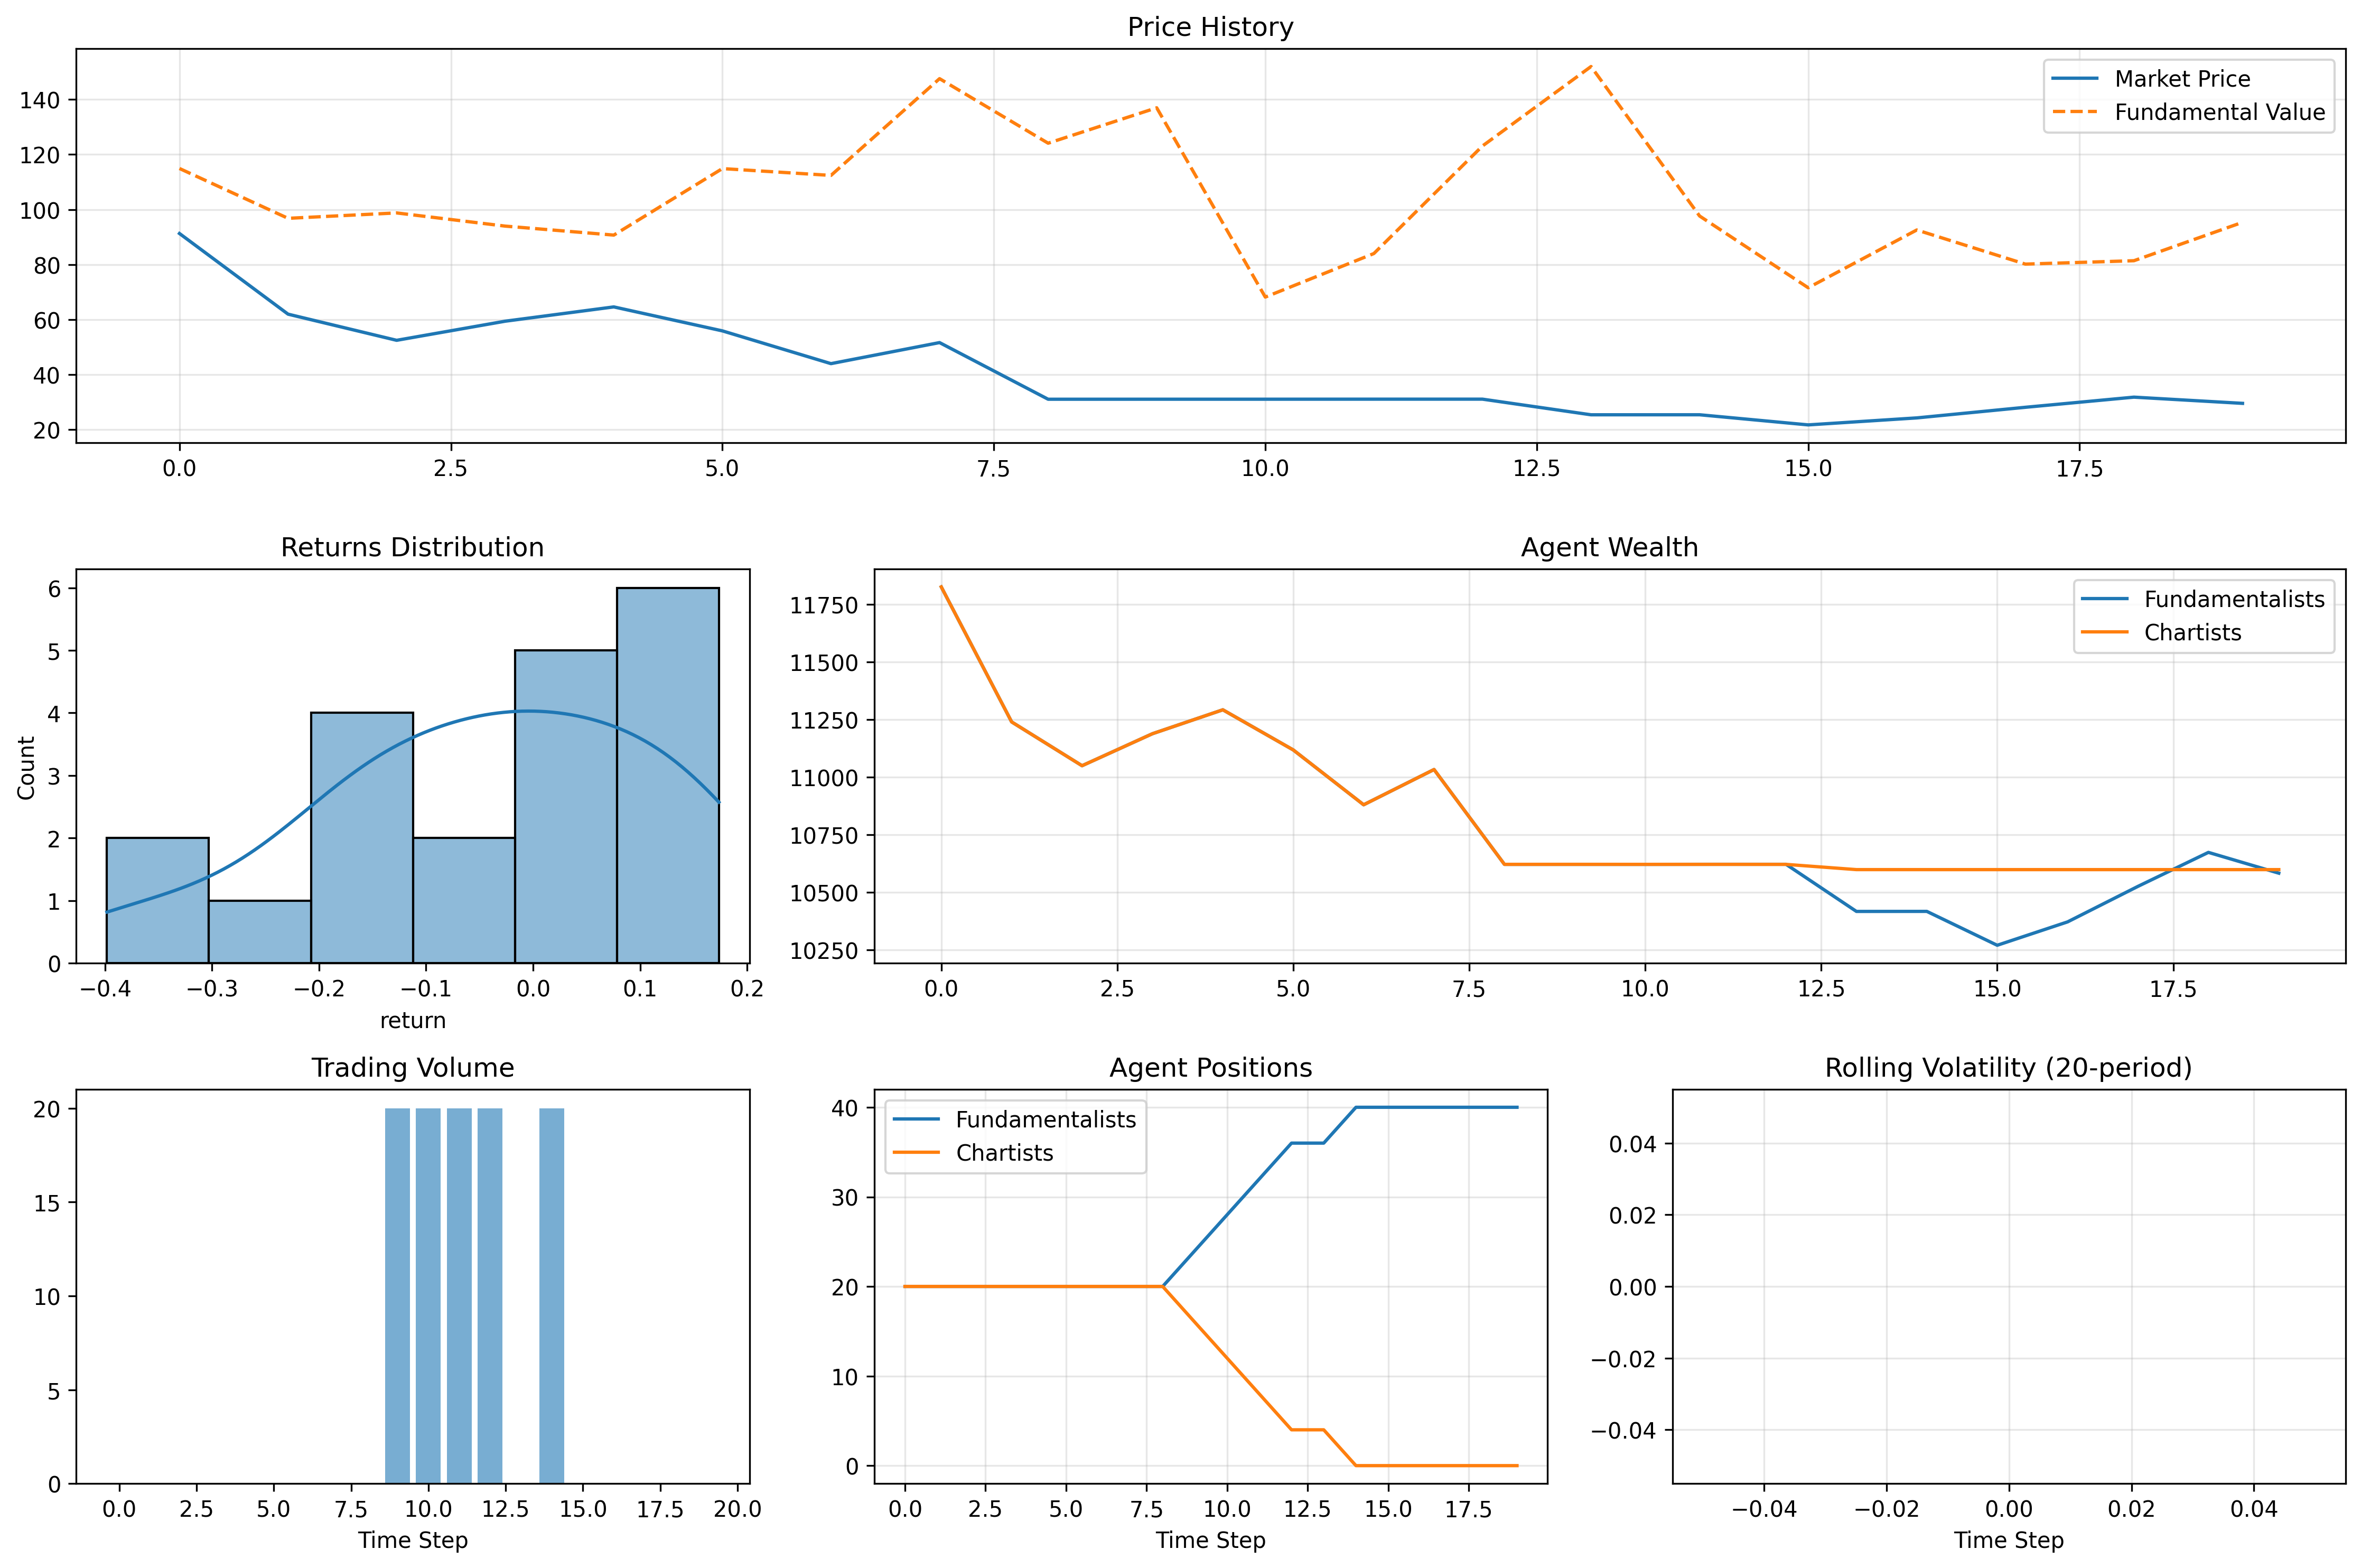 Price History
Market Price
Fundamental Value
140
120
100
80
60
40
20
0.0 2.5 5.0 7.5 10.0 12.5 15.0 17.5
Returns Distribution
Count
6
5
4
3
2
1
0
−0.4 −0.3 −0.2 −0.1 0.0 0.1 0.2
return
Agent Wealth
Fundamentalists
Chartists
11750
11500
11250
11000
10750
10500
10250
0.0 2.5 5.0 7.5 10.0 12.5 15.0 17.5
Trading Volume
20
15
10
5
0
0.0 2.5 5.0 7.5 10.0 12.5 15.0 17.5 20.0
Time Step
Agent Positions
Fundamentalists
Chartists
40
30
20
10
0
0.0 2.5 5.0 7.5 10.0 12.5 15.0 17.5
Time Step
Rolling Volatility (20-period)
0.04
0.02
0.00
−0.02
−0.04
−0.04 −0.02 0.00 0.02 0.04
Time Step